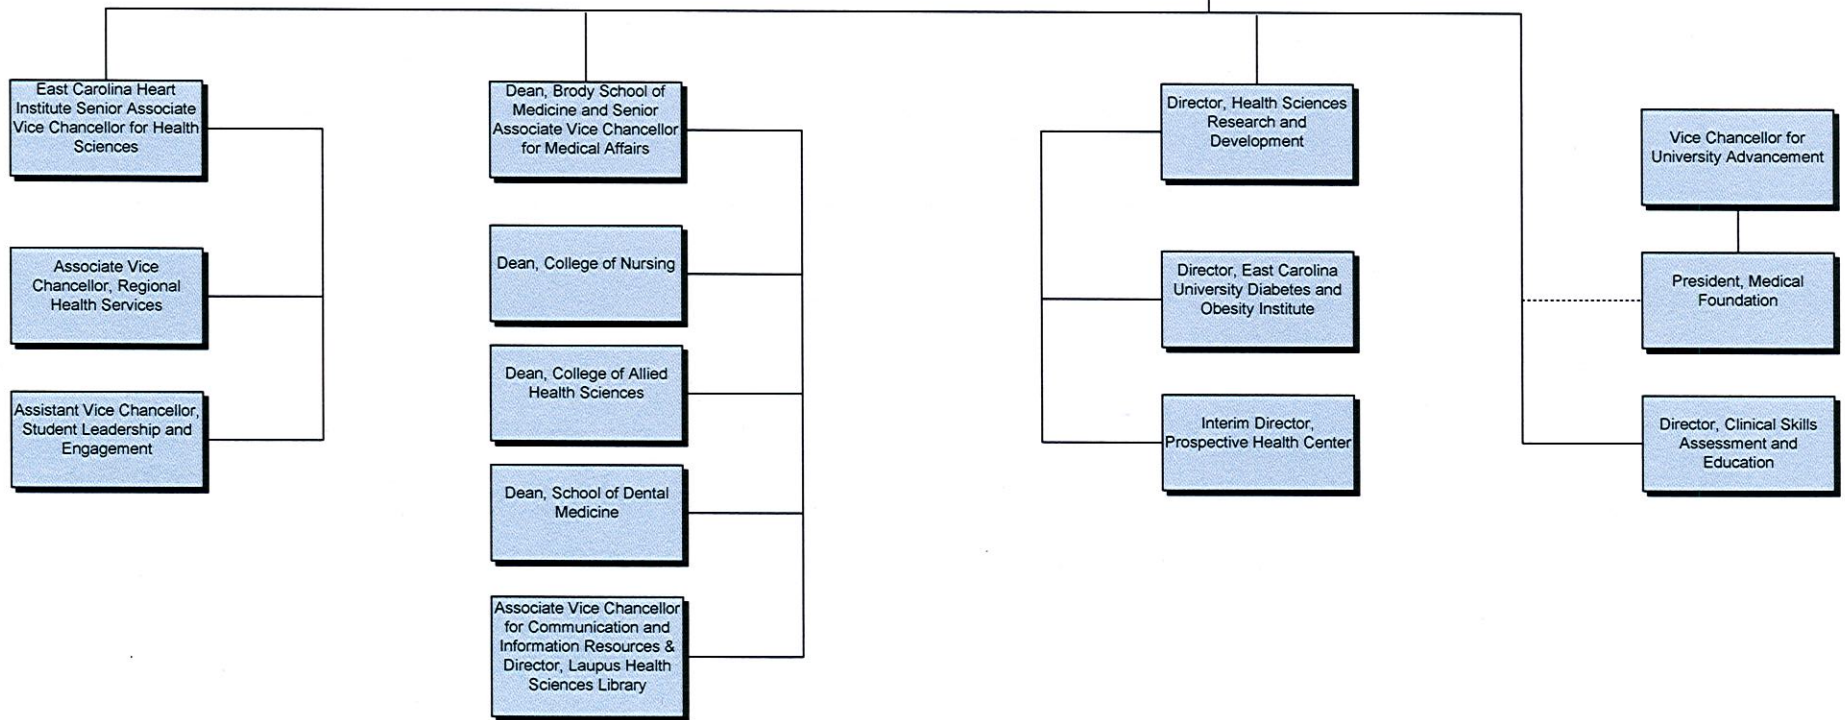 East Carolina Heart
Institute Senior Associate
Vice Chancellor for Health
Sciences
Associate Vice
Chancellor, Regional
Health Services
Assistant Vice Chancellor,
Student Leadership and
Engagement
Dean, Brody School of
Medicine and Senior
Associate Vice Chancellor
for Medical Affairs
Dean, College of Nursing
Dean, College of Allied
Health Sciences
Dean, School of Dental
Medicine
Associate Vice Chancellor
for Communication and
Information Resources &
Director, Laupus Health
Sciences Library
Director, Health Sciences
Research and
Development
Director, East Carolina
University Diabetes and
Obesity Institute
Interim Director,
Prospective Health Center
Vice Chancellor for
University Advancement
President, Medical
Foundation
Director, Clinical Skills
Assessment and
Education